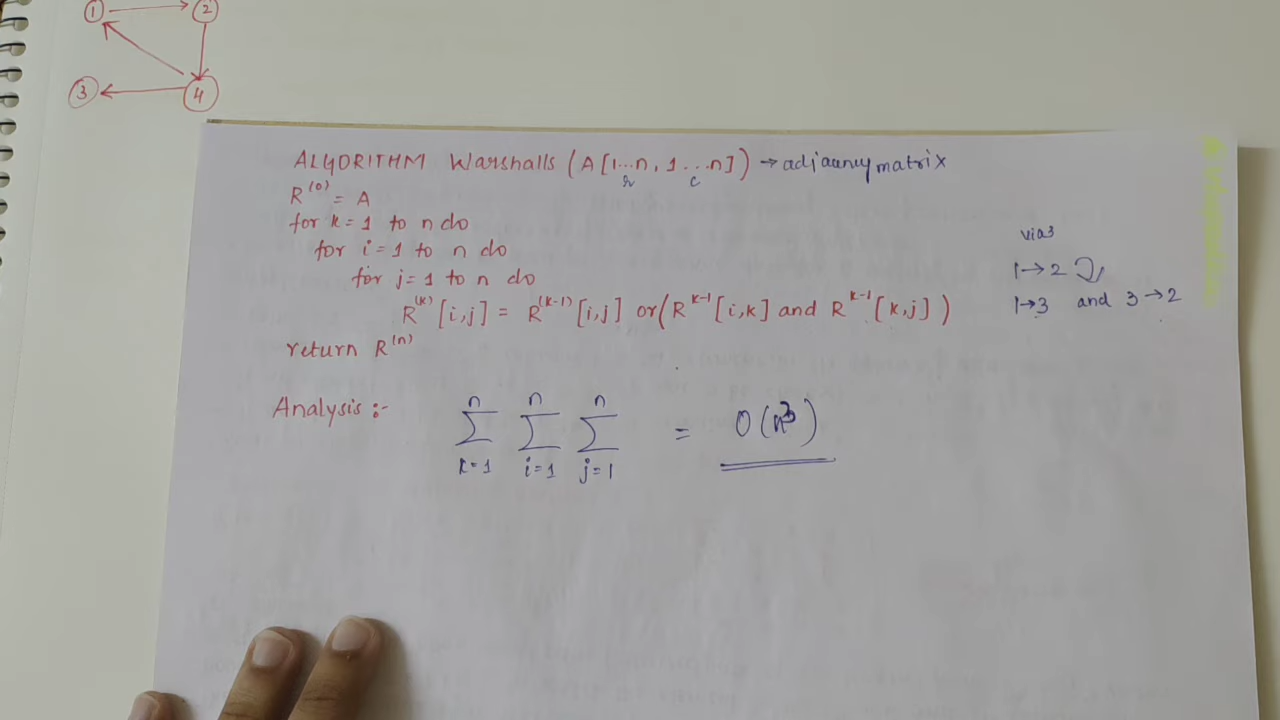 1 2
3 4
ALGORITHM Warshalls (A[1...n, 1...n]) → adjacency matrix
r c
R^(0) = A
for k = 1 to n do
for i = 1 to n do
for j = 1 to n do
R^(k) [i,j] = R^(k-1) [i,j] or (R^k-1 [i,k] and R^k-1 [k,j])
return R^(n)
via 3
1→2
1→3 and 3→2
Analysis :-
n n n
∑ ∑ ∑ = O(n^3)
k=1 i=1 j=1